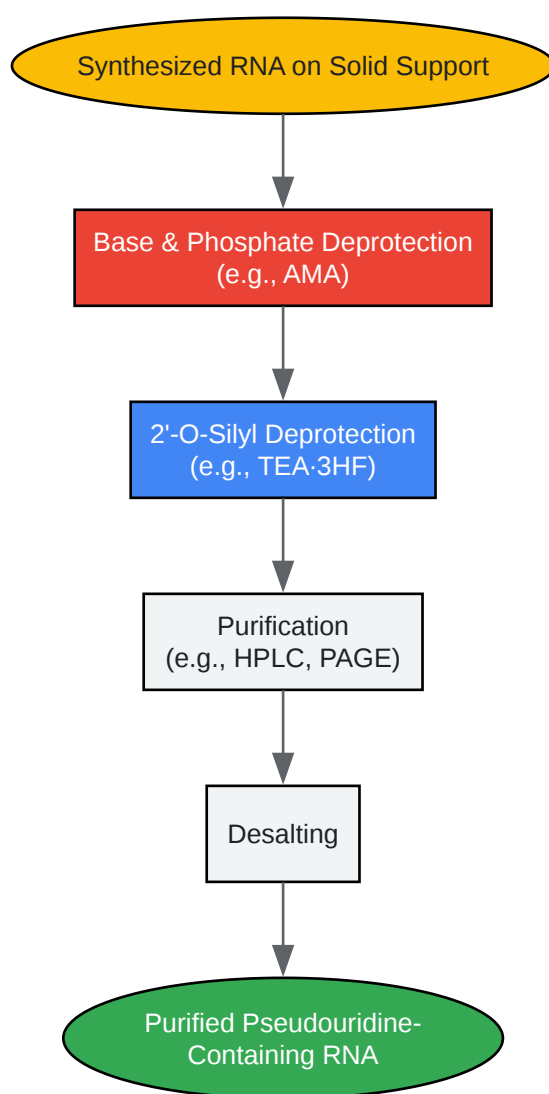 Synthesized RNA on Solid Support
Base & Phosphate Deprotection
(e.g., AMA)
2'-O-Silyl Deprotection
(e.g., TEA·3HF)
Purification
(e.g., HPLC, PAGE)
Desalting
Purified Pseudouridine-
Containing RNA